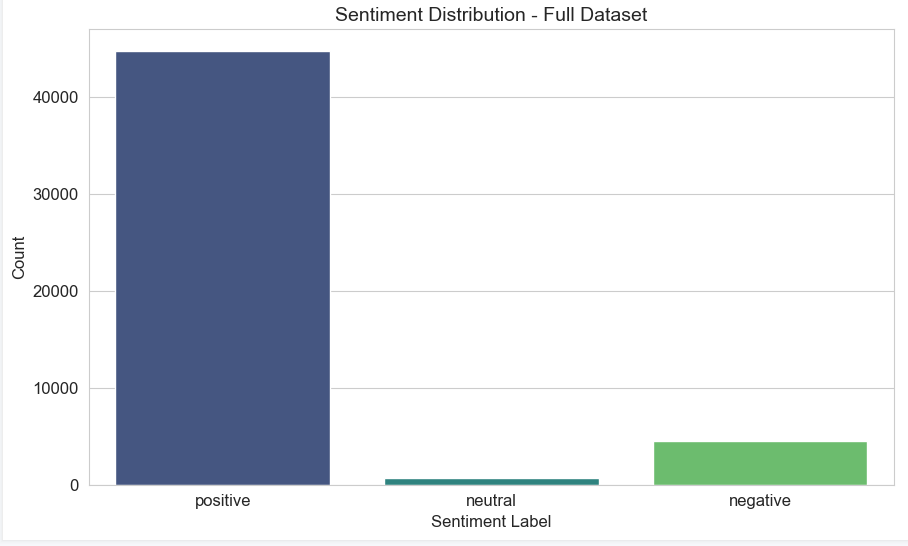 Sentiment Distribution - Full Dataset
40000
30000
20000
10000
0
Count
positive neutral negative
Sentiment Label